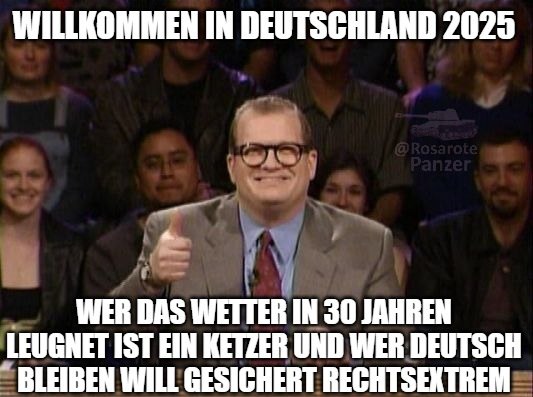 WILLKOMMEN IN DEUTSCHLAND 2025
@Rosarote
Panzer
WER DAS WETTER IN 30 JAHREN
LEUGNET IST EIN KETZER UND WER DEUTSCH
BLEIBEN WILL GESICHERT RECHTSEXTREM